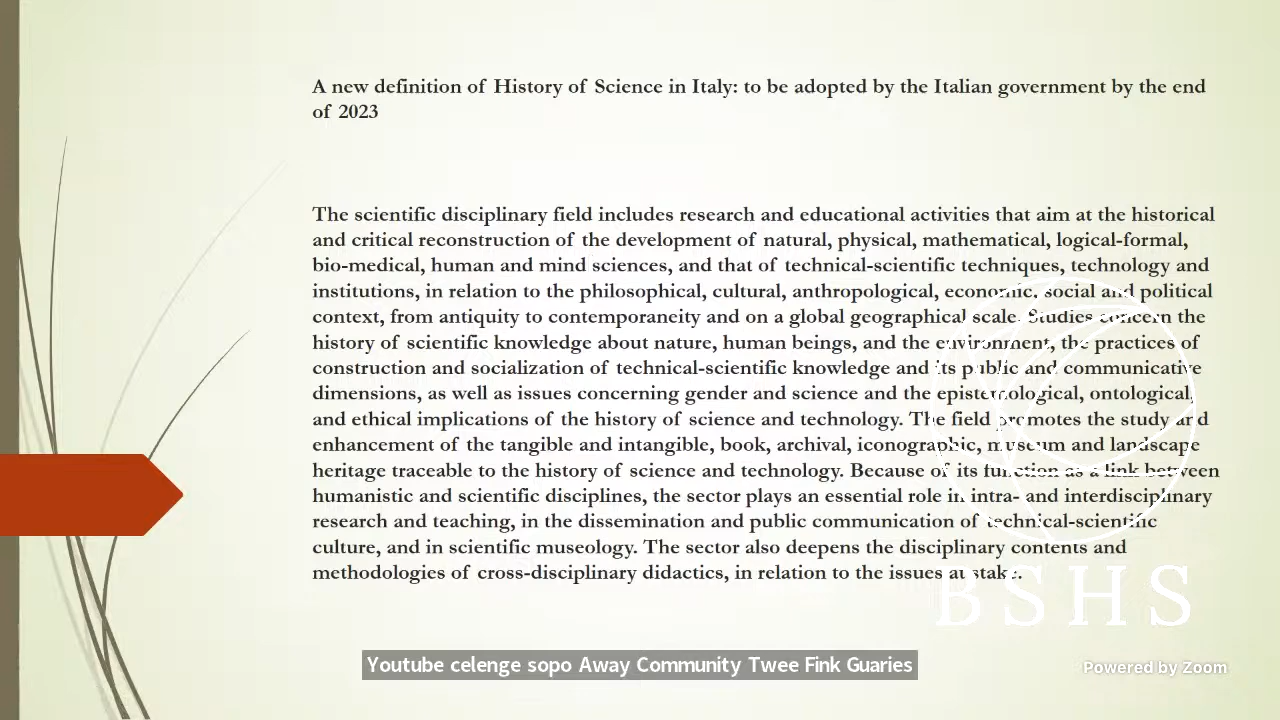 A new definition of History of Science in Italy: to be adopted by the Italian government by the end
of 2023
The scientific disciplinary field includes research and educational activities that aim at the historical
and critical reconstruction of the development of natural, physical, mathematical, logical-formal,
bio-medical, human and mind sciences, and that of technical-scientific techniques, technology and
institutions, in relation to the philosophical, cultural, anthropological, economic, social and political
context, from antiquity to contemporaneity and on a global geographical scale. Studies concern the
history of scientific knowledge about nature, human beings, and the environment, the practices of
construction and socialization of technical-scientific knowledge and its public and communicative
dimensions, as well as issues concerning gender and science and the epistemological, ontological,
and ethical implications of the history of science and technology. The field promotes the study and
enhancement of the tangible and intangible, book, archival, iconographic, museum and landscape
heritage traceable to the history of science and technology. Because of its function as a link between
humanistic and scientific disciplines, the sector plays an essential role in intra- and interdisciplinary
research and teaching, in the dissemination and public communication of technical-scientific
culture, and in scientific museology. The sector also deepens the disciplinary contents and
methodologies of cross-disciplinary didactics, in relation to the issues at stake.
BSHS
Youtube celenge sopo Away Community Twee Fink Guaries
Powered by Zoom